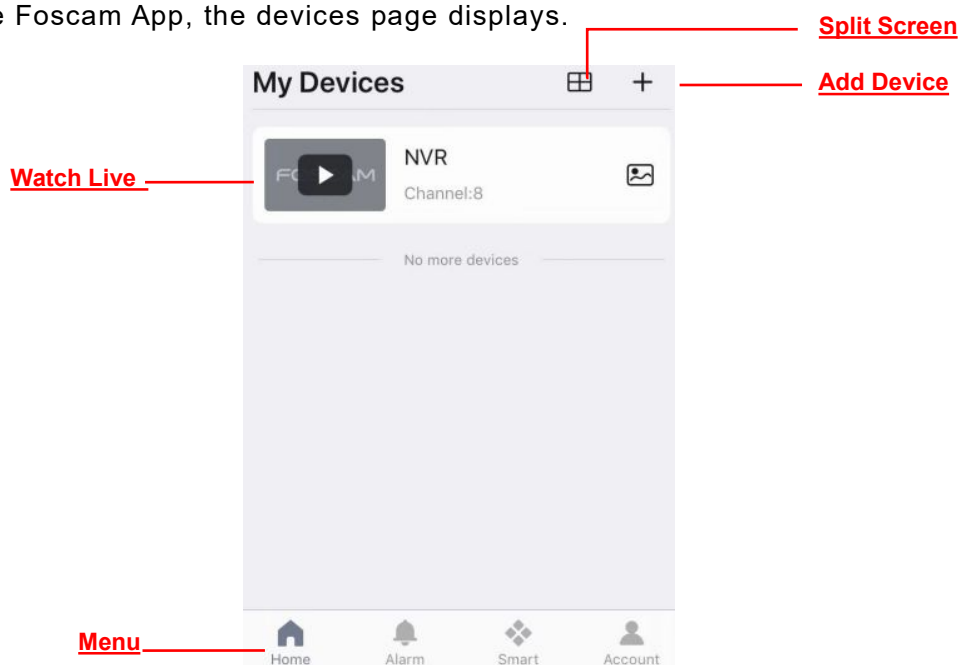 e Foscam App, the devices page displays.
Split Screen
My Devices
Add Device
NVR
Watch Live
Channel:8
No more devices
Menu
Home Alarm Smart Account